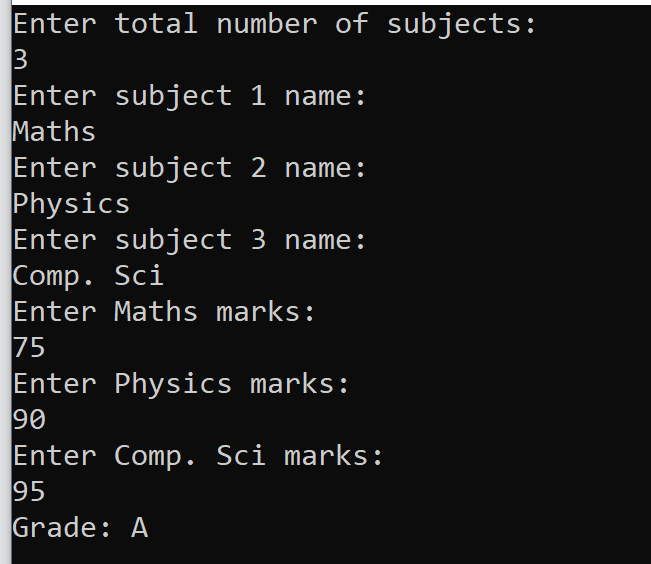 Enter total number of subjects:
3
Enter subject 1 name:
Maths
Enter subject 2 name:
Physics
Enter subject 3 name:
Comp. Sci
Enter Maths marks:
75
Enter Physics marks:
90
Enter Comp. Sci marks:
95
Grade: A